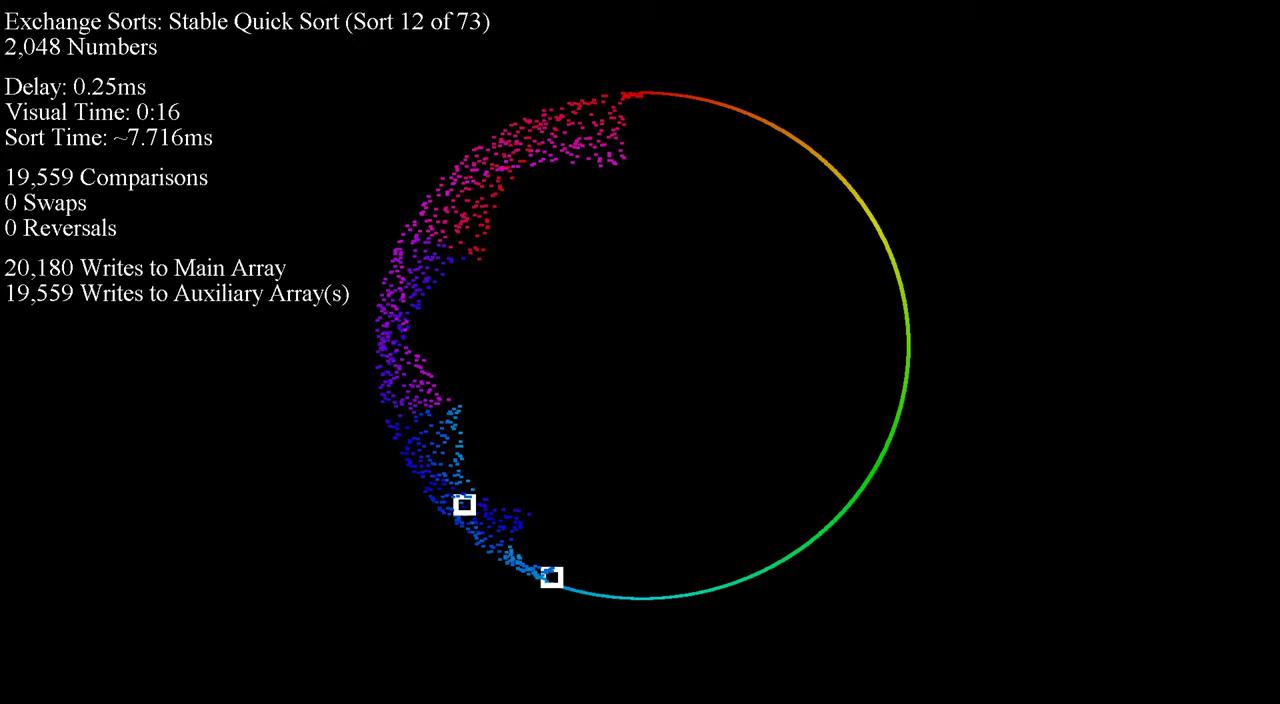 Exchange Sorts: Stable Quick Sort (Sort 12 of 73)
2,048 Numbers
Delay: 0.25ms
Visual Time: 0:16
Sort Time: ~7.716ms
19,559 Comparisons
0 Swaps
0 Reversals
20,180 Writes to Main Array
19,559 Writes to Auxiliary Array(s)